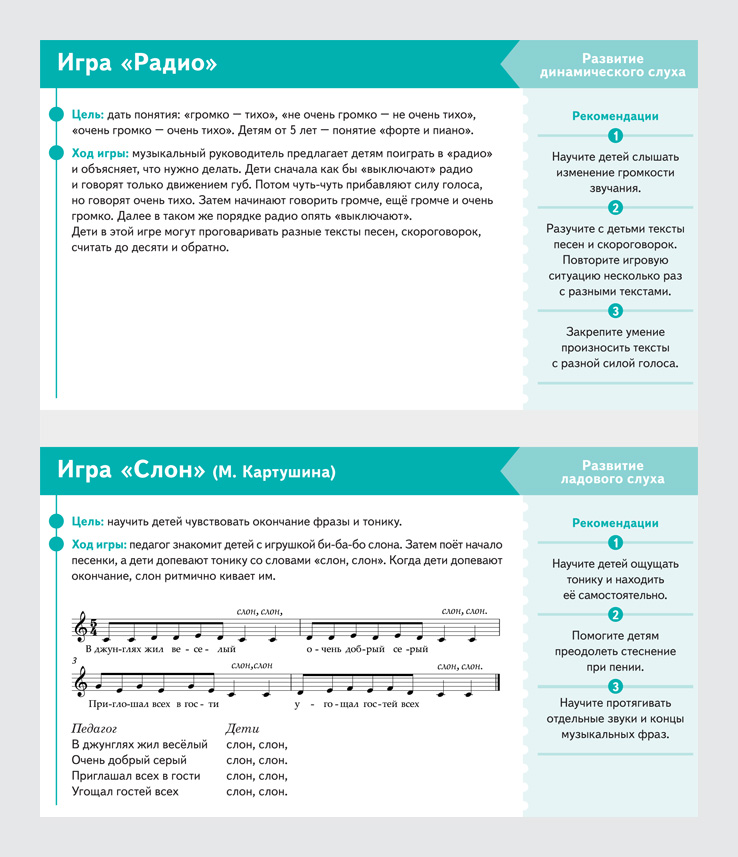 Игра «Радио»
Развитие
динамического слуха
Цель: дать понятия: «громко – тихо», «не очень громко – не очень тихо»,
«очень громко – очень тихо». Детям от 5 лет – понятие «форте и пиано».
Ход игры: музыкальный руководитель предлагает детям поиграть в «радио»
и объясняет, что нужно делать. Дети сначала как бы «выключают» радио
и говорят только движением губ. Потом чуть-чуть прибавляют силу голоса,
но говорят очень тихо. Затем начинают говорить громче, ещё громче и очень
громко. Далее в таком же порядке радио опять «выключают».
Дети в этой игре могут проговаривать разные тексты песен, скороговорок,
считать до десяти и обратно.
Рекомендации
1
Научите детей слышать
изменение громкости
звучания.
2
Разучите с детьми тексты
песен и скороговорок.
Повторите игровую
ситуацию несколько раз
с разными текстами.
3
Закрепите умение
произносить тексты
с разной силой голоса.
Игра «Слон» (М. Картушина)
Развитие
ладового слуха
Цель: научить детей чувствовать окончание фразы и тонику.
Ход игры: педагог знакомит детей с игрушкой би-ба-бо слона. Затем поёт начало
песенки, а дети допевают тонику со словами «слон, слон». Когда дети допевают
окончание, слон ритмично кивает им.
слон, слон, слон, слон.
5
4
В джун-глях жил ве - се - лый о - чень доб-рый се -рый
3
слон,слон слон, слон.
При-гло-шал всех в гос - ти у - го - щал гос-тей всех
Педагог Дети
В джунглях жил весёлый слон, слон,
Очень добрый серый слон, слон.
Приглашал всех в гости слон, слон,
Угощал гостей всех слон, слон.
Рекомендации
1
Научите детей ощущать
тонику и находить
её самостоятельно.
2
Помогите детям
преодолеть стеснение
при пении.
3
Научите протягивать
отдельные звуки и концы
музыкальных фраз.